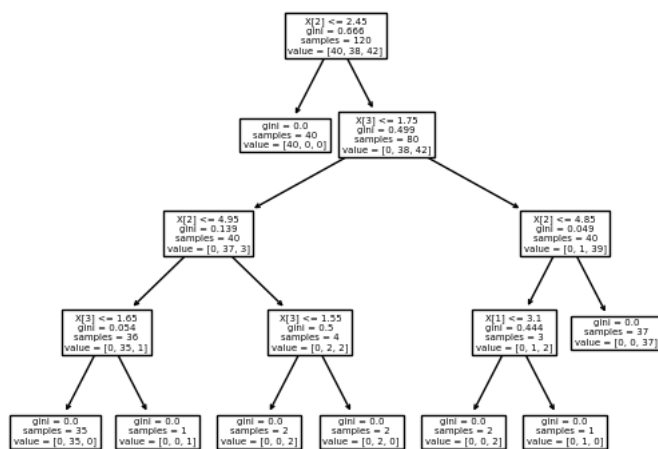 X[2] <= 2.45
gini = 0.666
samples = 120
value = [40, 38, 42]
gini = 0.0
samples = 40
value = [40, 0, 0]
X[3] <= 1.75
gini = 0.499
samples = 80
value = [0, 38, 42]
X[2] <= 4.95
gini = 0.139
samples = 40
value = [0, 37, 3]
X[2] <= 4.85
gini = 0.049
samples = 40
value = [0, 1, 39]
X[3] <= 1.65
gini = 0.054
samples = 36
value = [0, 35, 1]
X[3] <= 1.55
gini = 0.5
samples = 4
value = [0, 2, 2]
X[1] <= 3.1
gini = 0.444
samples = 3
value = [0, 1, 2]
gini = 0.0
samples = 37
value = [0, 0, 37]
gini = 0.0
samples = 35
value = [0, 35, 0]
gini = 0.0
samples = 1
value = [0, 0, 1]
gini = 0.0
samples = 2
value = [0, 0, 2]
gini = 0.0
samples = 2
value = [0, 2, 0]
gini = 0.0
samples = 2
value = [0, 0, 2]
gini = 0.0
samples = 1
value = [0, 1, 0]